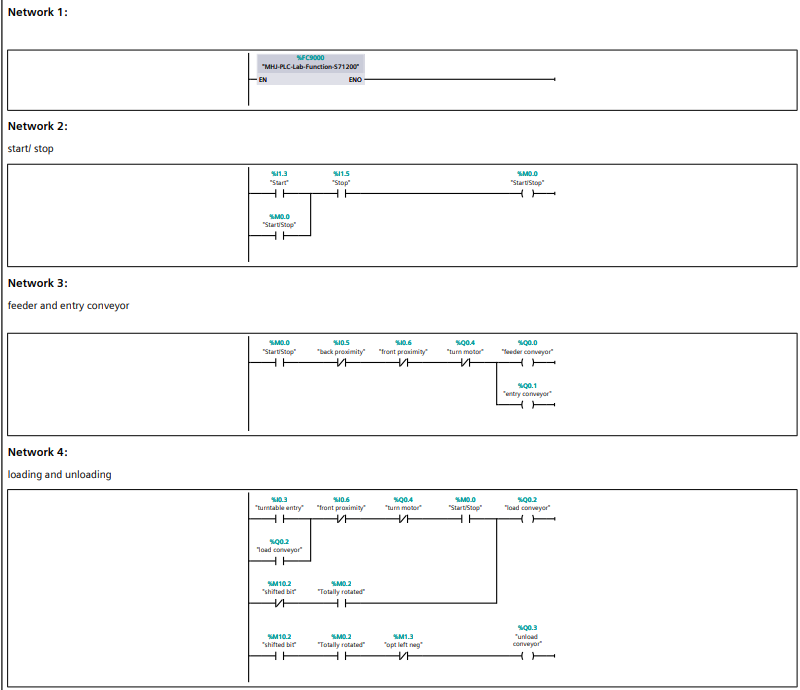 Network 1:
%FC9000
"MHJ-PLC-Lab-Function-S71200"
EN ENO
Network 2:
start/ stop
%I1.3 %I1.5 %M0.0
"Start" "Stop" "Start/Stop"
%M0.0
"Start/Stop"
Network 3:
feeder and entry conveyor
%M0.0 %I0.5 %I0.6 %Q0.4 %Q0.0
"Start/Stop" "back proximity" "front proximity" "turn motor" "feeder conveyor"
%Q0.1
"entry conveyor"
Network 4:
loading and unloading
%I0.3 %I0.6 %Q0.4 %M0.0 %Q0.2
"turntable entry" "front proximity" "turn motor" "Start/Stop" "load conveyor"
%Q0.2
"load conveyor"
%M10.2 %M0.2
"shifted bit" "Totally rotated"
%Q0.3
%M10.2 %M0.2 %M1.3 "unload
"shifted bit" "Totally rotated" "opt left neg" conveyor"